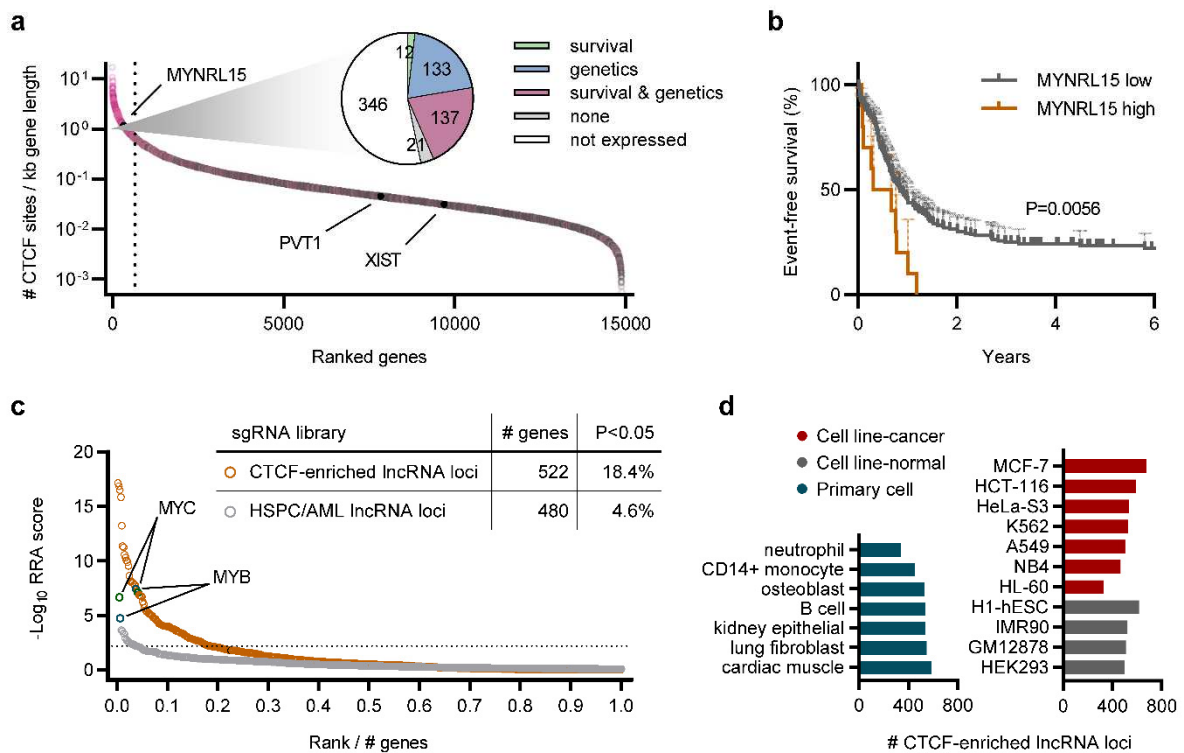 a
# CTCF sites / kb gene length
10¹
10⁰
10⁻¹
10⁻²
10⁻³
0
5000
10000
15000
Ranked genes
MYNRL15
PVT1
XIST
12
133
137
21
346
survival
genetics
survival & genetics
none
not expressed
b
Event-free survival (%)
100
50
0
0
2
4
6
Years
MYNRL15 low
MYNRL15 high
P=0.0056
c
-Log₁₀ RRA score
20
15
10
5
0
0.0 0.1 0.2 0.3 0.4 0.5 0.6 0.7 0.8 0.9 1.0
Rank / # genes
MYC
MYB
sgRNA library # genes P<0.05
CTCF-enriched lncRNA loci 522 18.4%
HSPC/AML lncRNA loci 480 4.6%
d
Cell line-cancer
Cell line-normal
Primary cell
neutrophil
CD14+ monocyte
osteoblast
B cell
kidney epithelial
lung fibroblast
cardiac muscle
0 400 800
MCF-7
HCT-116
HeLa-S3
K562
A549
NB4
HL-60
H1-hESC
IMR90
GM12878
HEK293
0 400 800
# CTCF-enriched lncRNA loci